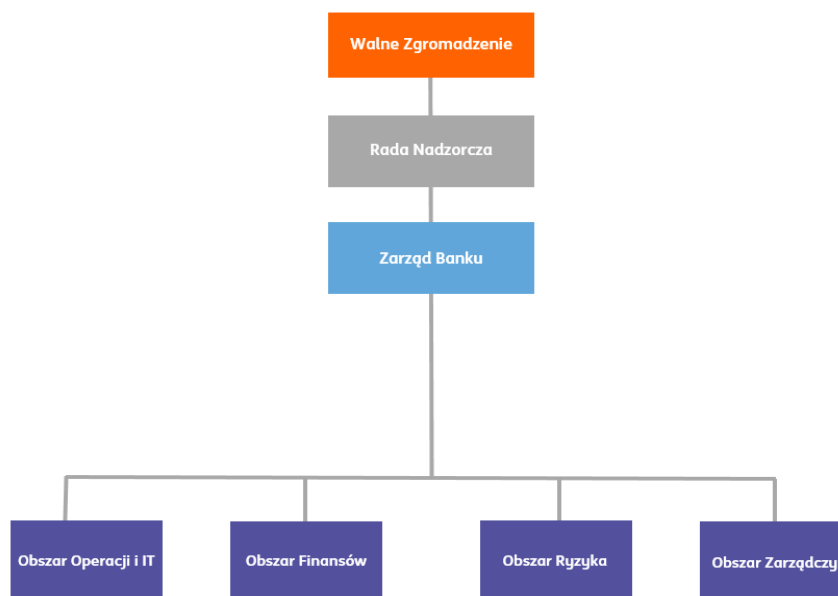 Walne Zgromadzenie
Rada Nadzorcza
Zarząd Banku
Obszar Operacji i IT
Obszar Finansów
Obszar Ryzyka
Obszar Zarządczy